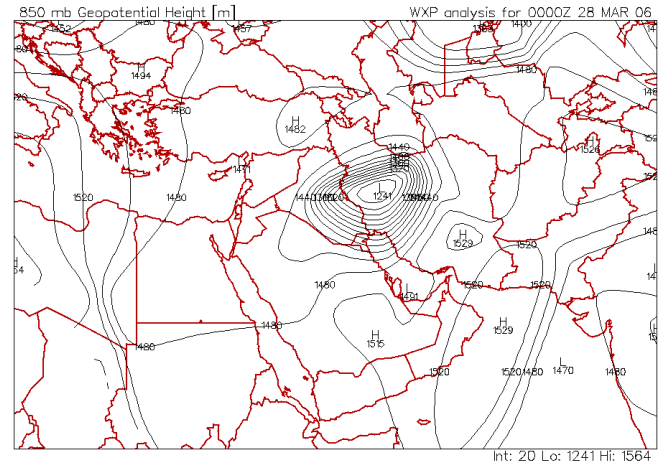 850 mb Geopotential Height [m] WXP analysis for 0000Z 28 MAR 06
1452 1457
1480
H
1494
1480
H
1482
H
1526
1440
1471
1520 1480 1241
H
1529
1520
1480
L
1491
1520 1520
1480
H
1515
H
1529
1480
L
1470
1520 1520 1480
Int: 20 Lo: 1241 Hi: 1564